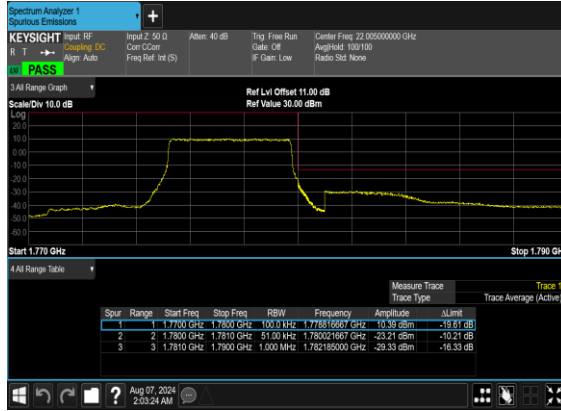 Spectrum Analyzer 1
Spurious Emissions
KEYSIGHT Input: RF Input Z: 50 Ω Atten: 40 dB Trig: Free Run Center Freq: 22.005000000 GHz
R T Coupling: DC Corr CCorr Gate: Off Avg|Hold: 100/100
Align: Auto Freq Ref: Int (S) IF Gain: Low Radio Std: None
LXI PASS
3 All Range Graph Ref Lvl Offset 11.00 dB
Scale/Div 10.0 dB Ref Value 30.00 dBm
Log
20.0
10.0
0.00
-10.0
-20.0
-30.0
-40.0
-50.0
-60.0
Start 1.770 GHz Stop 1.790 GH
4 All Range Table
Measure Trace Trace 1
Trace Type Trace Average (Active)
Spur Range Start Freq Stop Freq RBW Frequency Amplitude ΔLimit
1 1 1.7700 GHz 1.7800 GHz 100.0 kHz 1.778816667 GHz 10.39 dBm -19.61 dB
2 2 1.7800 GHz 1.7810 GHz 51.00 kHz 1.780021667 GHz -23.21 dBm -10.21 dB
3 3 1.7810 GHz 1.7900 GHz 1.000 MHz 1.782185000 GHz -29.33 dBm -16.33 dB
? Aug 07, 2024
2:03:24 AM